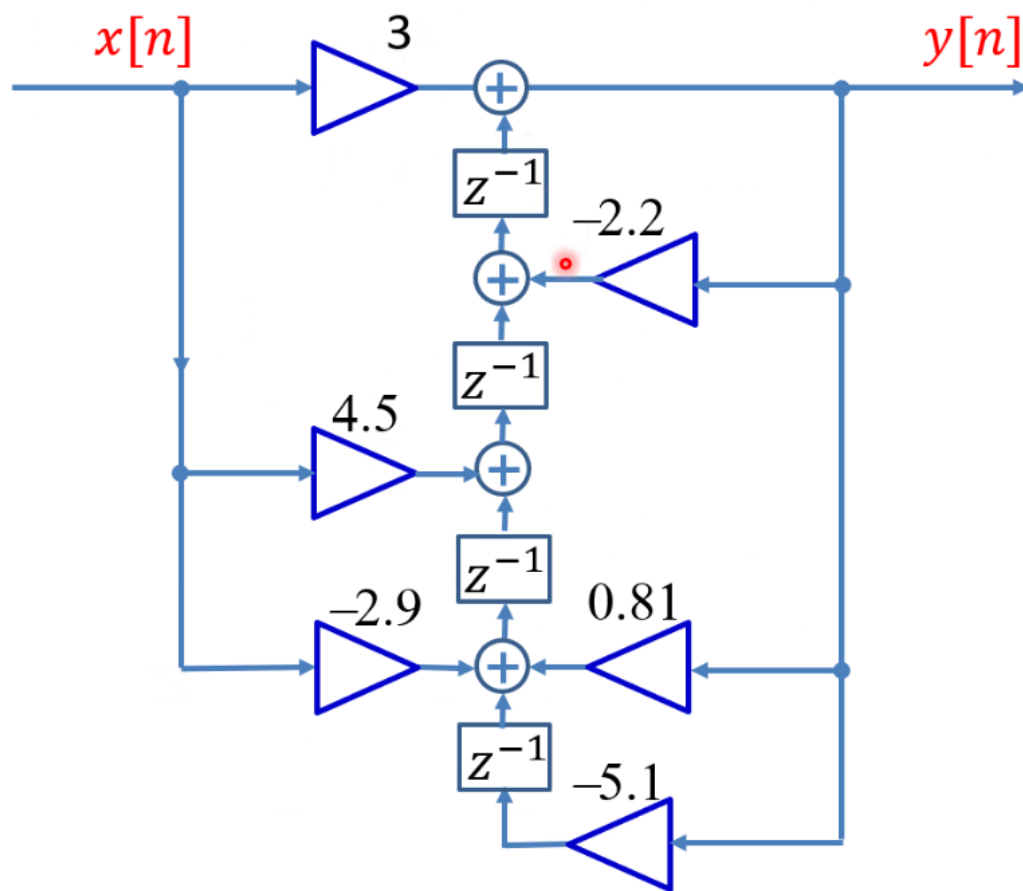 x[n]
3
y[n]
+
z⁻¹
–2.2
+
z⁻¹
4.5
+
z⁻¹
–2.9
0.81
+
z⁻¹
–5.1